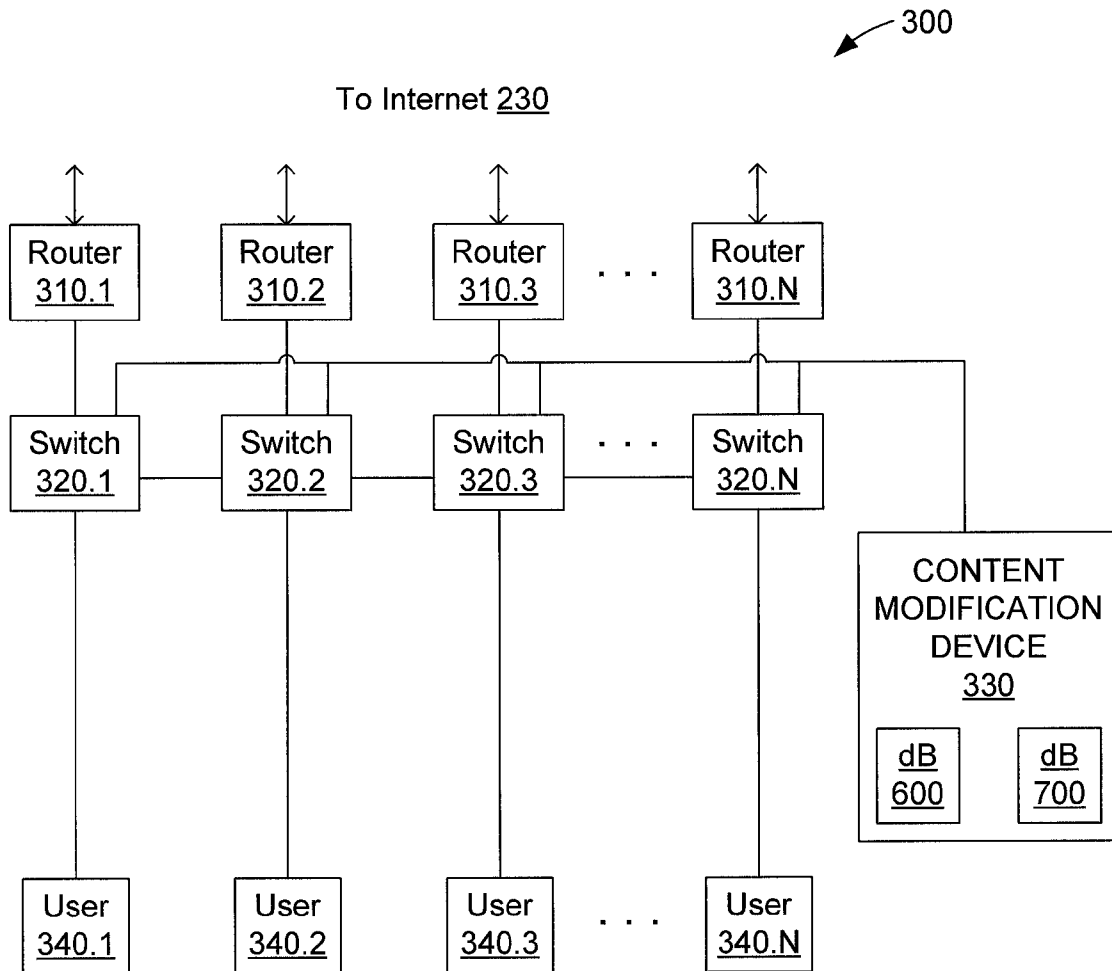 300
To Internet 230
Router
310.1
Router
310.2
Router
310.3
. . .
Router
310.N
Switch
320.1
Switch
320.2
Switch
320.3
. . .
Switch
320.N
CONTENT
MODIFICATION
DEVICE
330
dB
600
dB
700
User
340.1
User
340.2
User
340.3
. . .
User
340.N